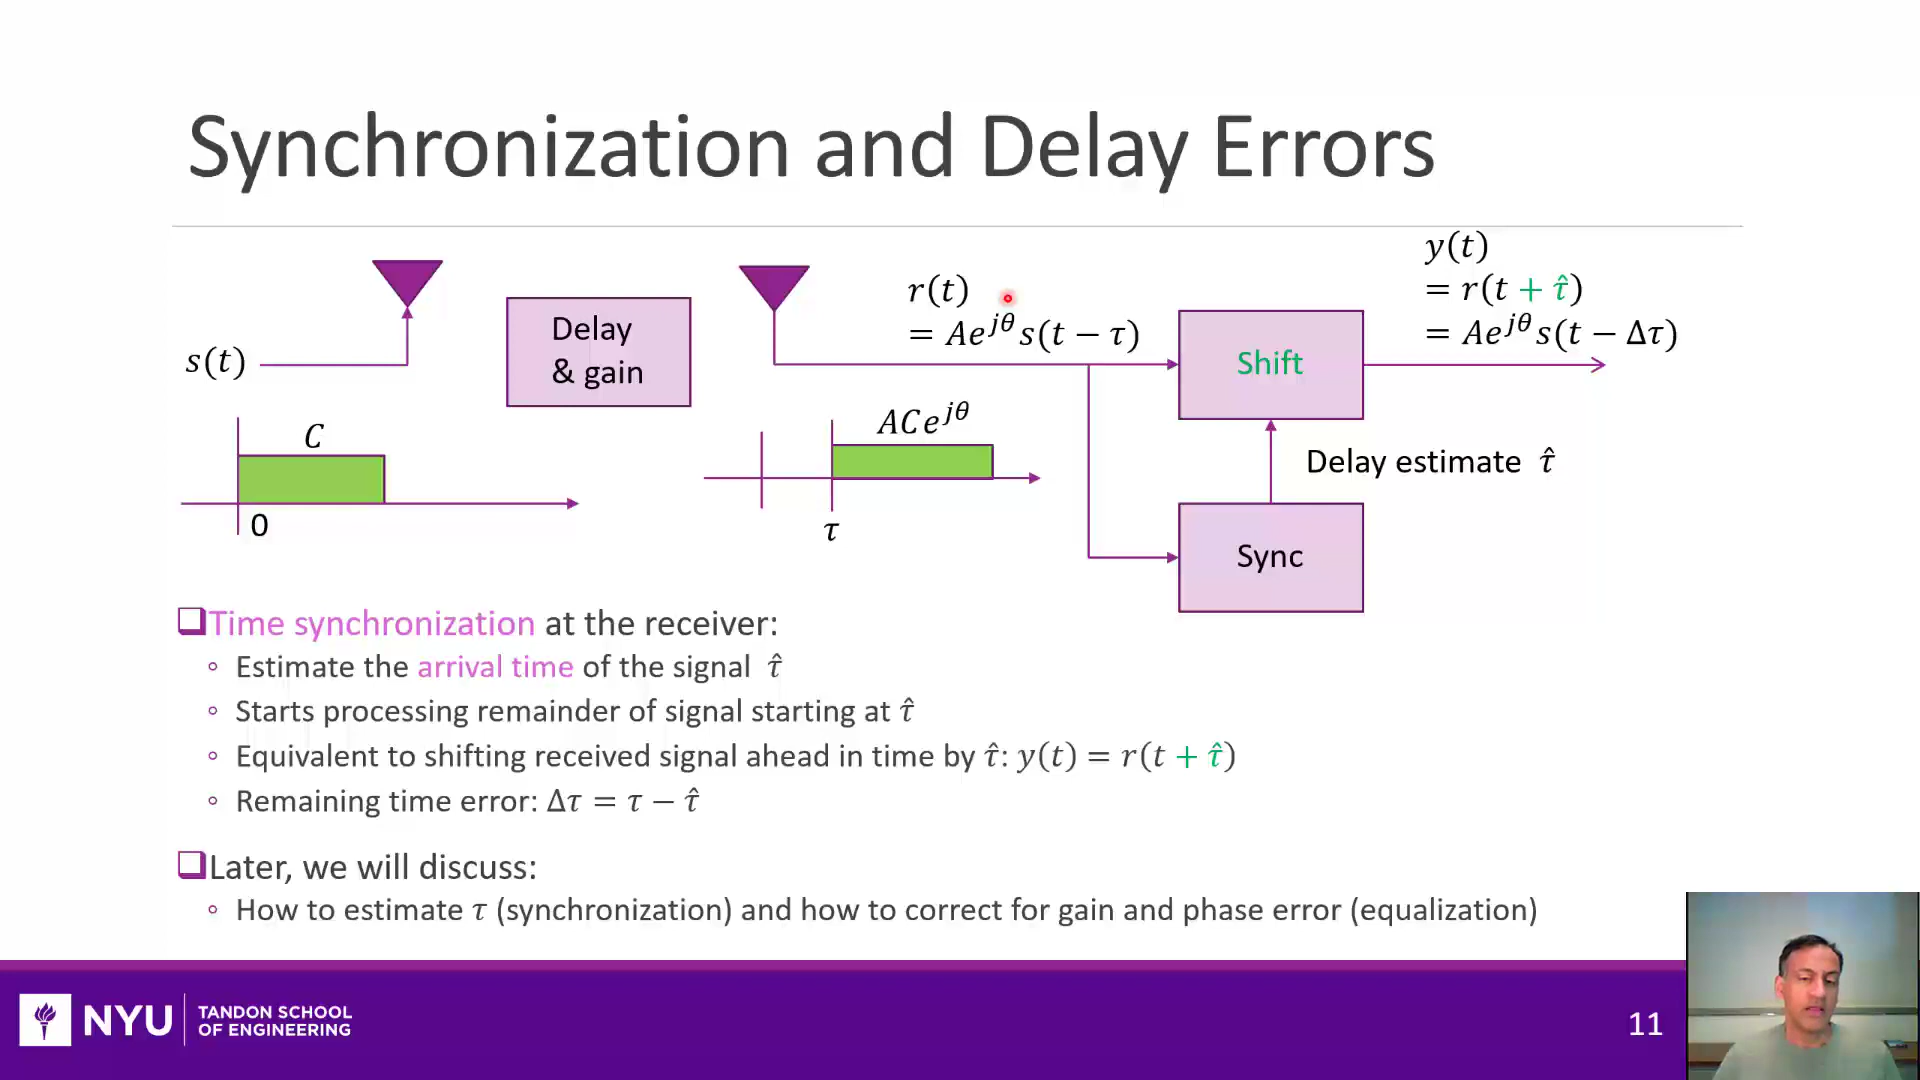 Synchronization and Delay Errors
y(t)
= r(t + τ̂)
= Ae^{jθ}s(t − Δτ)
r(t)
= Ae^{jθ}s(t − τ)
Delay
& gain
s(t)
Shift
C
ACe^{jθ}
Delay estimate τ̂
0
τ
Sync
Time synchronization at the receiver:
◦ Estimate the arrival time of the signal τ̂
◦ Starts processing remainder of signal starting at τ̂
◦ Equivalent to shifting received signal ahead in time by τ̂: y(t) = r(t + τ̂)
◦ Remaining time error: Δτ = τ − τ̂
Later, we will discuss:
◦ How to estimate τ (synchronization) and how to correct for gain and phase error (equalization)
NYU
TANDON SCHOOL
OF ENGINEERING
11